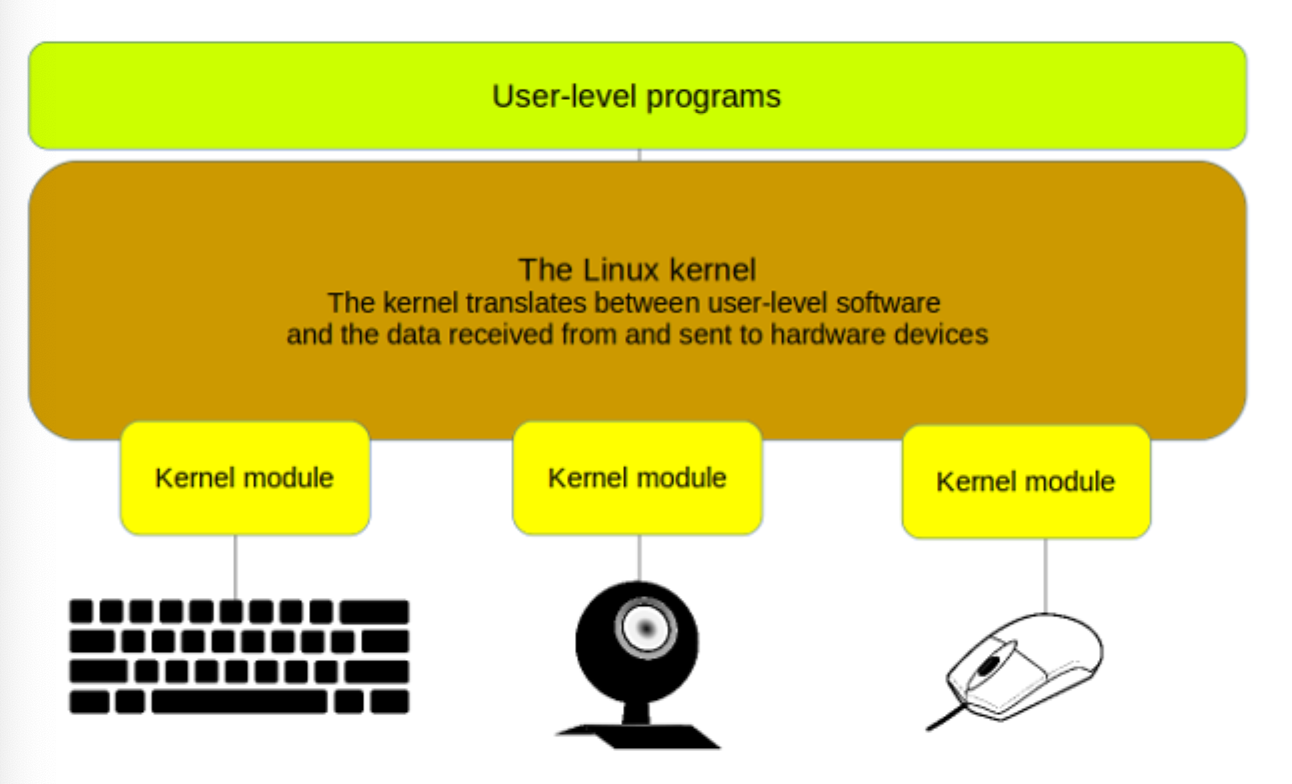 User-level programs
The Linux kernel
The kernel translates between user-level software
and the data received from and sent to hardware devices
Kernel module
Kernel module
Kernel module